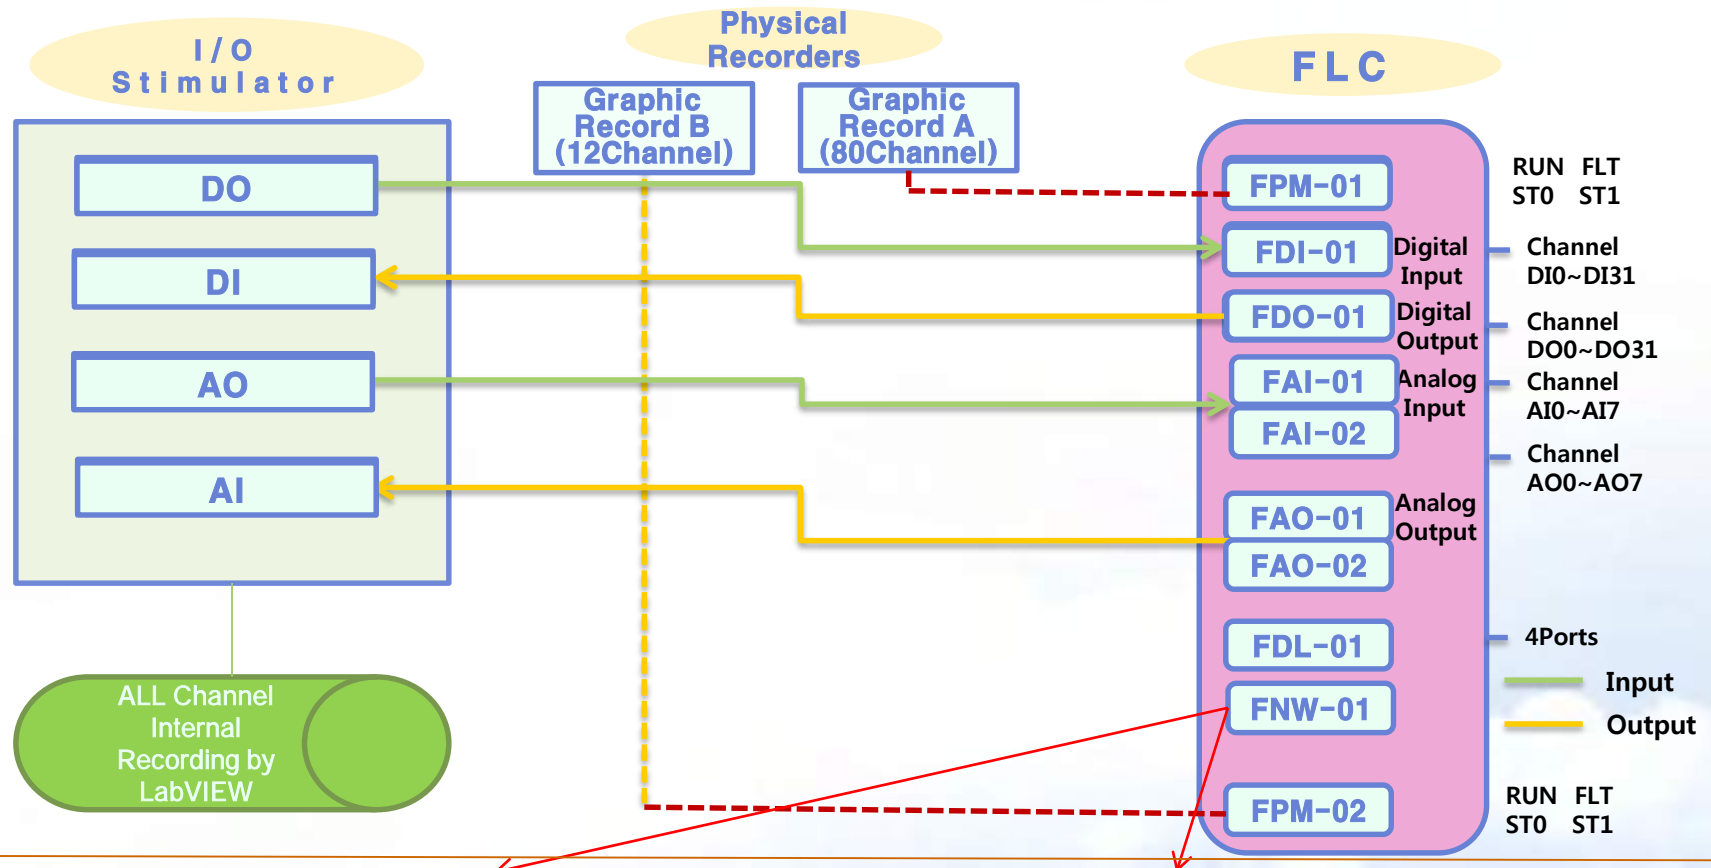 I/O
Stimulator
Physical
Recorders
FLC
Graphic
Record B
(12Channel)
Graphic
Record A
(80Channel)
DO
DI
AO
AI
ALL Channel
Internal
Recording by
LabVIEW
FPM-01
RUN FLT
ST0 ST1
FDI-01
Digital
Input
Channel
DI0~DI31
FDO-01
Digital
Output
Channel
DO0~DO31
FAI-01
FAI-02
Analog
Input
Channel
AI0~AI7
Channel
AO0~AO7
FAO-01
FAO-02
Analog
Output
FDL-01
4Ports
FNW-01
Input
Output
FPM-02
RUN FLT
ST0 ST1